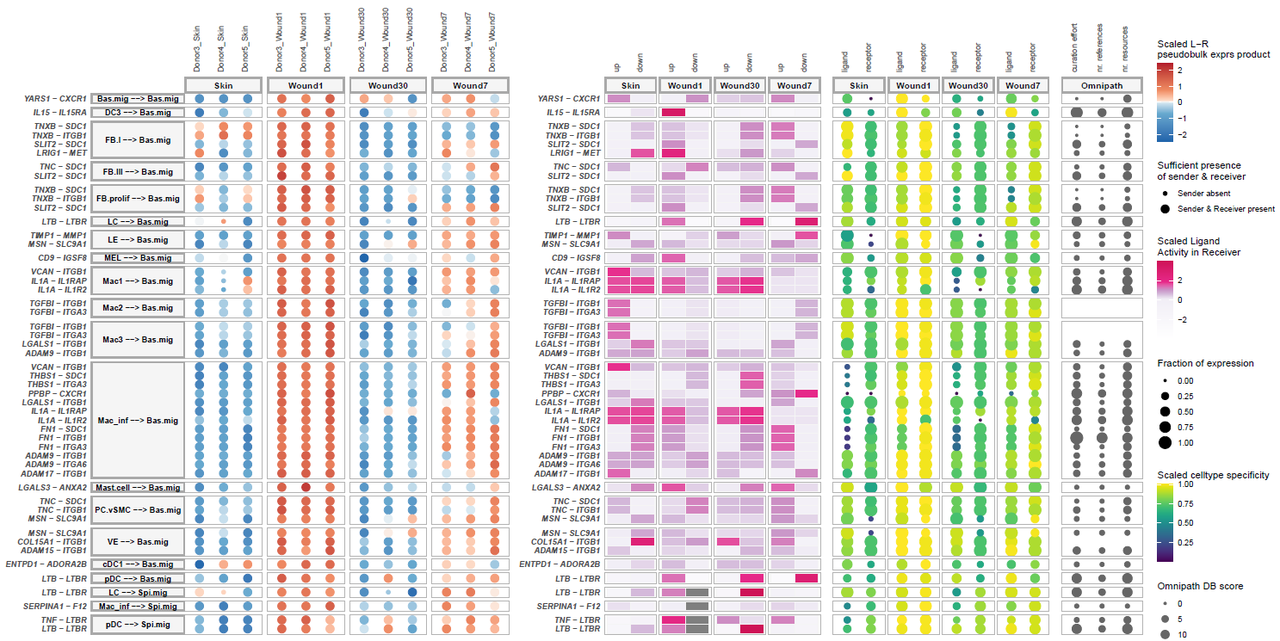 Donor3_Skin
Donor4_Skin
Donor5_Skin
Donor3_Wound1
Donor4_Wound1
Donor5_Wound1
Donor3_Wound30
Donor4_Wound30
Donor5_Wound30
Donor3_Wound7
Donor4_Wound7
Donor5_Wound7
up
down
up
down
up
down
up
down
ligand
receptor
ligand
receptor
ligand
receptor
ligand
receptor
curation effort
nr. references
nr. resources
Skin
Wound1
Wound30
Wound7
Skin
Wound1
Wound30
Wound7
Skin
Wound1
Wound30
Wound7
Omnipath
YARS1 – CXCR1
Bas.mig --> Bas.mig
IL15 – IL15RA
DC3 --> Bas.mig
TNXB – SDC1
TNXB – ITGB1
SLIT2 – SDC1
LRIG1 – MET
FB.I --> Bas.mig
TNC – SDC1
SLIT2 – SDC1
FB.III --> Bas.mig
TNXB – SDC1
TNXB – ITGB1
SLIT2 – SDC1
FB.prolif --> Bas.mig
LTB – LTBR
LC --> Bas.mig
TIMP1 – MMP1
MSN – SLC9A1
LE --> Bas.mig
CD9 – IGSF8
MEL --> Bas.mig
VCAN – ITGB1
IL1A – IL1RAP
IL1A – IL1R2
Mac1 --> Bas.mig
TGFBI – ITGB1
TGFBI – ITGA3
Mac2 --> Bas.mig
TGFBI – ITGB1
TGFBI – ITGA3
LGALS1 – ITGB1
ADAM9 – ITGB1
Mac3 --> Bas.mig
VCAN – ITGB1
THBS1 – SDC1
THBS1 – ITGA3
PPBP – CXCR1
LGALS1 – ITGB1
IL1A – IL1RAP
IL1A – IL1R2
FN1 – SDC1
FN1 – ITGB1
FN1 – ITGA3
ADAM9 – ITGB1
ADAM9 – ITGA6
ADAM17 – ITGB1
Mac_inf --> Bas.mig
LGALS3 – ANXA2
Mast.cell --> Bas.mig
TNC – SDC1
TNC – ITGB1
MSN – SLC9A1
PC.vSMC --> Bas.mig
MSN – SLC9A1
COL15A1 – ITGB1
ADAM15 – ITGB1
VE --> Bas.mig
ENTPD1 – ADORA2B
cDC1 --> Bas.mig
LTB – LTBR
pDC --> Bas.mig
LTB – LTBR
LC --> Spi.mig
SERPINA1 – F12
Mac_inf --> Spi.mig
TNF – LTBR
LTB – LTBR
pDC --> Spi.mig
YARS1 – CXCR1
IL15 – IL15RA
TNXB – SDC1
TNXB – ITGB1
SLIT2 – SDC1
LRIG1 – MET
TNC – SDC1
SLIT2 – SDC1
TNXB – SDC1
TNXB – ITGB1
SLIT2 – SDC1
LTB – LTBR
TIMP1 – MMP1
MSN – SLC9A1
CD9 – IGSF8
VCAN – ITGB1
IL1A – IL1RAP
IL1A – IL1R2
TGFBI – ITGB1
TGFBI – ITGA3
TGFBI – ITGB1
TGFBI – ITGA3
LGALS1 – ITGB1
ADAM9 – ITGB1
VCAN – ITGB1
THBS1 – SDC1
THBS1 – ITGA3
PPBP – CXCR1
LGALS1 – ITGB1
IL1A – IL1RAP
IL1A – IL1R2
FN1 – SDC1
FN1 – ITGB1
FN1 – ITGA3
ADAM9 – ITGB1
ADAM9 – ITGA6
ADAM17 – ITGB1
LGALS3 – ANXA2
TNC – SDC1
TNC – ITGB1
MSN – SLC9A1
MSN – SLC9A1
COL15A1 – ITGB1
ADAM15 – ITGB1
ENTPD1 – ADORA2B
LTB – LTBR
LTB – LTBR
SERPINA1 – F12
TNF – LTBR
LTB – LTBR
Scaled L–R
pseudobulk exprs product
2
1
0
−1
−2
Sufficient presence
of sender & receiver
Sender absent
Sender & Receiver present
Scaled Ligand
Activity in Receiver
2
0
−2
Fraction of expression
0.00
0.25
0.50
0.75
1.00
Scaled celltype specificity
1.00
0.75
0.50
0.25
Omnipath DB score
0
5
10